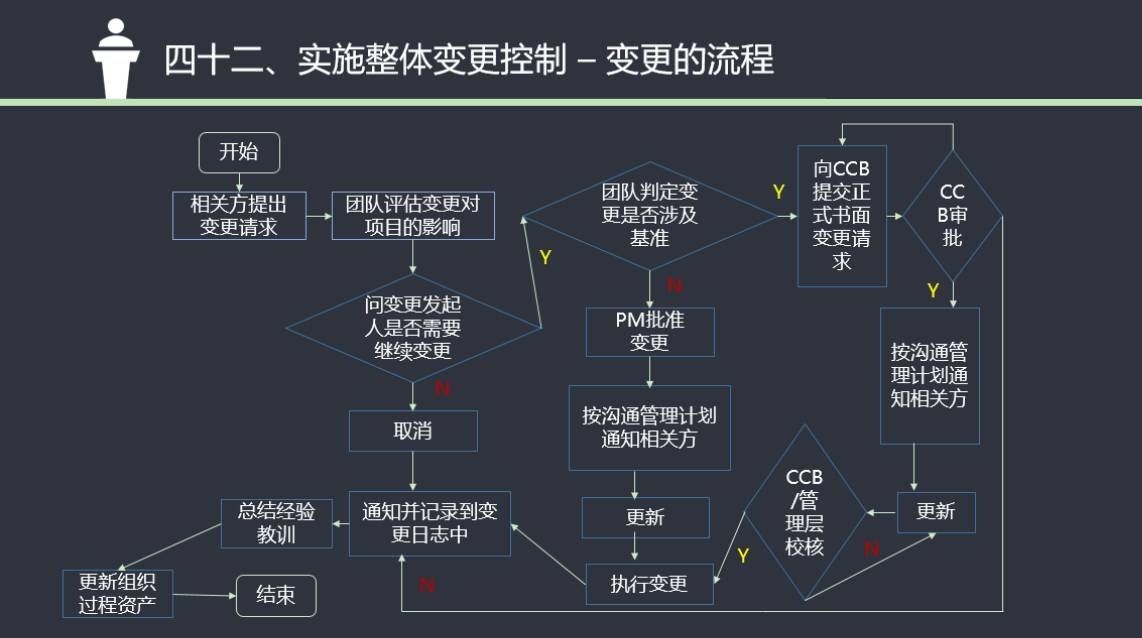 四十二、实施整体变更控制 – 变更的流程
开始
相关方提出
变更请求
团队评估变更对
项目的影响
问变更发起
人是否需要
继续变更
Y
N
取消
通知并记录到变
更日志中
总结经验
教训
更新组织
过程资产
结束
团队判定变
更是否涉及
基准
Y
N
PM批准
变更
按沟通管理计划
通知相关方
更新
执行变更
向CCB
提交正
式书面
变更请
求
CC
B审
批
Y
按沟通管
理计划通
知相关方
更新
CCB
/管
理层
校核
N
Y
N